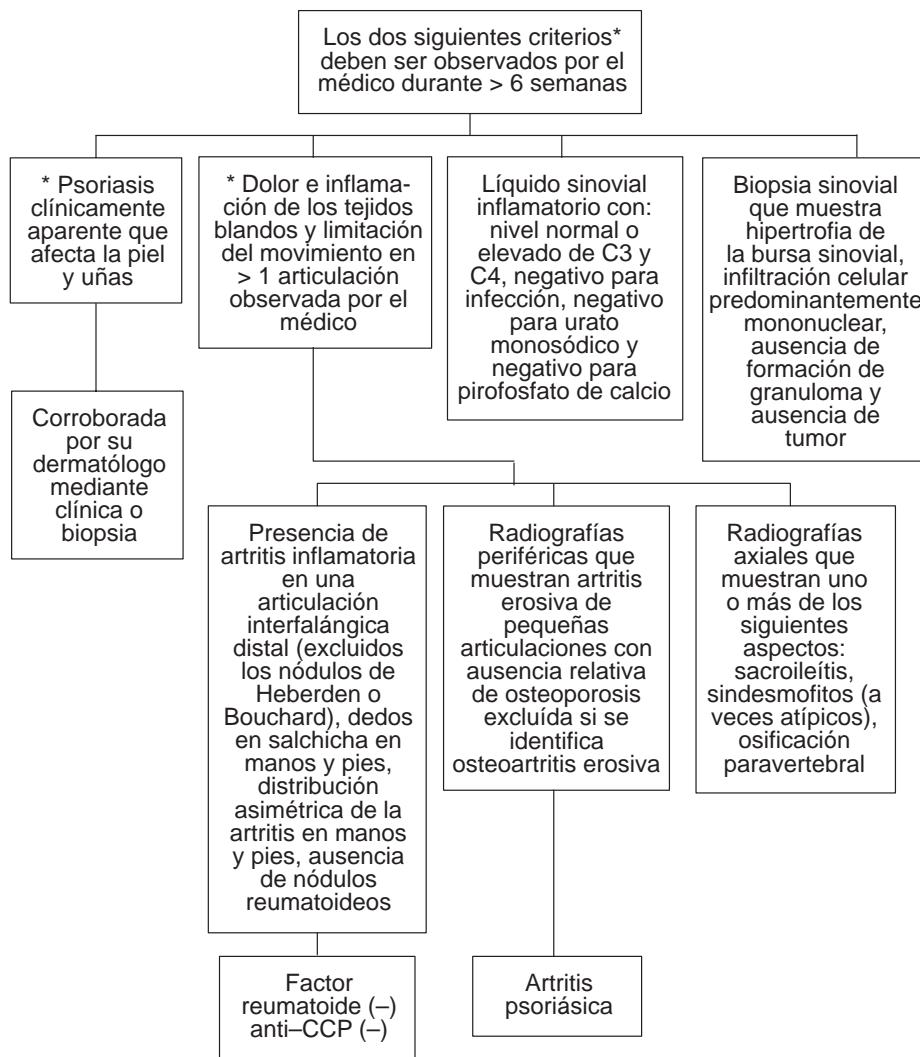 Los dos siguientes criterios*
deben ser observados por el
médico durante > 6 semanas
* Psoriasis
clínicamente
aparente que
afecta la piel
y uñas
* Dolor e inflama-
ción de los tejidos
blandos y limitación
del movimiento en
> 1 articulación
observada por el
médico
Líquido sinovial
inflamatorio con:
nivel normal o
elevado de C3 y
C4, negativo para
infección, negativo
para urato
monosódico y
negativo para
pirofosfato de calcio
Biopsia sinovial
que muestra
hipertrofia de
la bursa sinovial,
infiltración celular
predominantemente
mononuclear,
ausencia de
formación de
granuloma y
ausencia de
tumor
Corroborada
por su
dermatólogo
mediante
clínica o
biopsia
Presencia de
artritis inflamatoria
en una
articulación
interfalángica
distal (excluidos
los nódulos de
Heberden o
Bouchard), dedos
en salchicha en
manos y pies,
distribución
asimétrica de la
artritis en manos
y pies, ausencia
de nódulos
reumatoideos
Radiografías
periféricas que
muestran artritis
erosiva de
pequeñas
articulaciones con
ausencia relativa
de osteoporosis
excluída si se
identifica
osteoartritis erosiva
Radiografías
axiales que
muestran uno
o más de los
siguientes
aspectos:
sacroileítis,
sindesmofitos (a
veces atípicos),
osificación
paravertebral
Factor
reumatoide (–)
anti–CCP (–)
Artritis
psoriásica